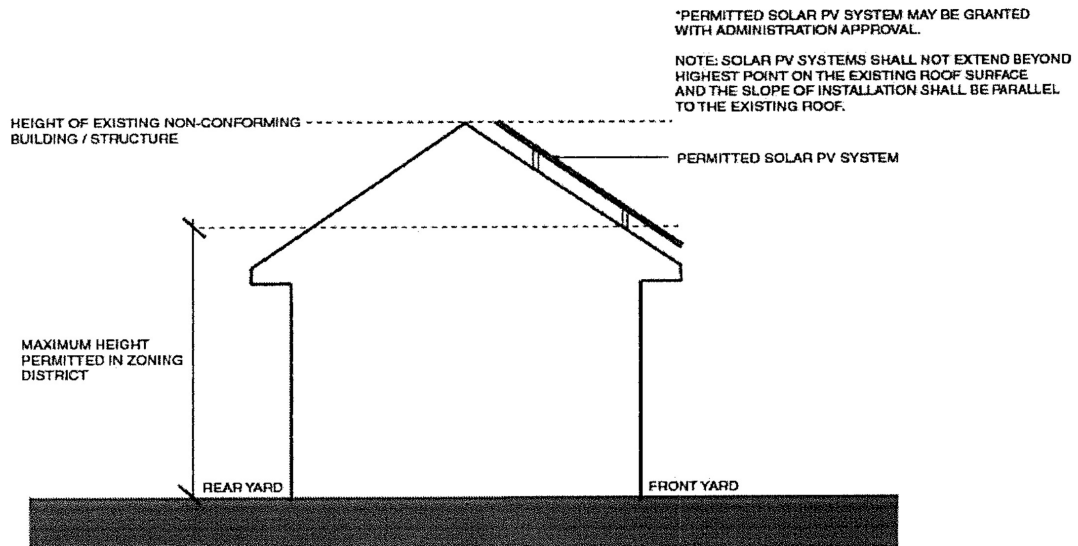 *PERMITTED SOLAR PV SYSTEM MAY BE GRANTED
WITH ADMINISTRATION APPROVAL.
NOTE: SOLAR PV SYSTEMS SHALL NOT EXTEND BEYOND
HIGHEST POINT ON THE EXISTING ROOF SURFACE
AND THE SLOPE OF INSTALLATION SHALL BE PARALLEL
TO THE EXISTING ROOF.
HEIGHT OF EXISTING NON-CONFORMING
BUILDING / STRUCTURE
PERMITTED SOLAR PV SYSTEM
MAXIMUM HEIGHT
PERMITTED IN ZONING
DISTRICT
REAR YARD
FRONT YARD